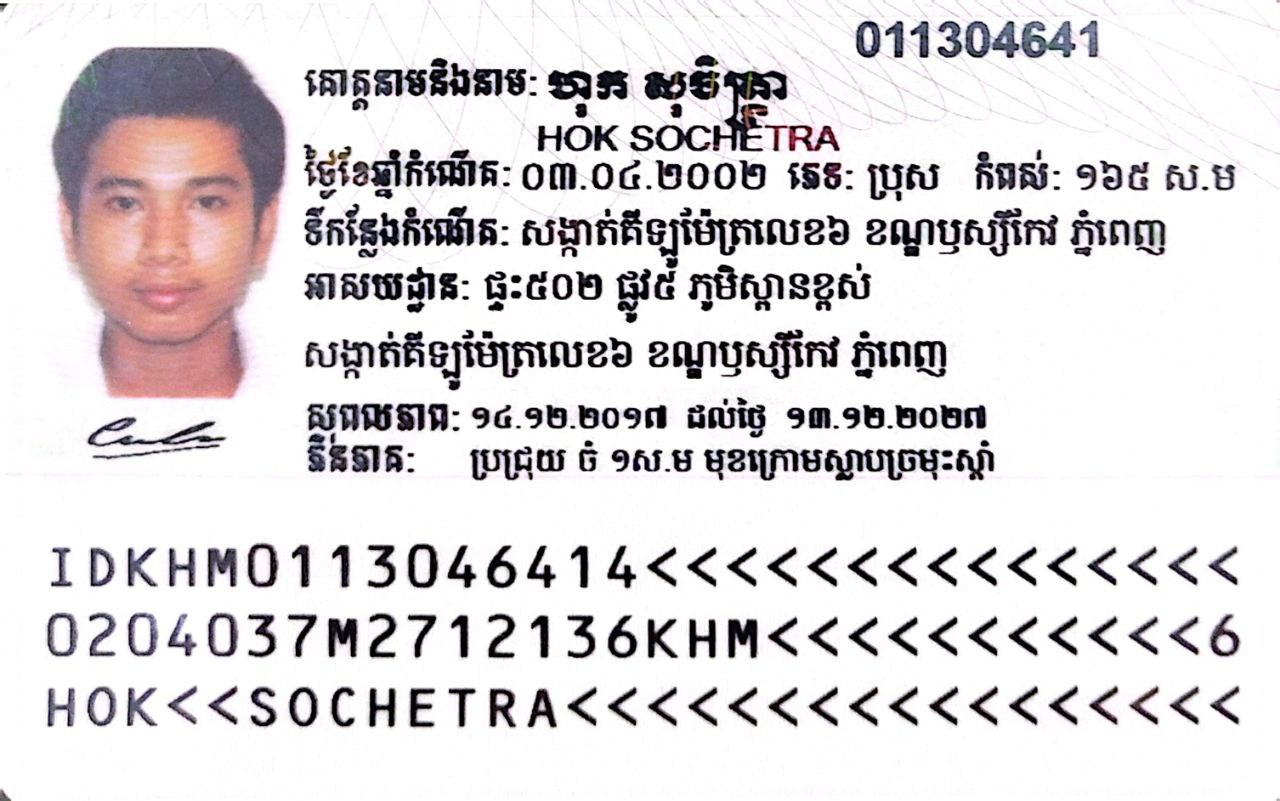 011304641
គោត្តនាមនិងនាម: ហុក សុចិត្រា
HOK SOCHETRA
ថ្ងៃខែឆ្នាំកំណើត: ០៣.០៤.២០០២ ភេទ: ប្រុស កំពស់: ១៦៥ ស.ម
ទីកន្លែងកំណើត: សង្កាត់គីឡូម៉ែត្រលេខ៦ ខណ្ឌឫស្សីកែវ ភ្នំពេញ
អាសយដ្ឋាន: ផ្ទះ៥០២ ផ្លូវ៥ ភូមិស្ពានខ្ពស់
សង្កាត់គីឡូម៉ែត្រលេខ៦ ខណ្ឌឫស្សីកែវ ភ្នំពេញ
សុពលភាព: ១៤.១២.២០១៧ ដល់ថ្ងៃ ១៣.១២.២០២៧
ភិនភាគ: ប្រជ្រុយ ចំ ១ស.ម មុខក្រោមស្លាបច្រមុះស្តាំ
IDKHM0113046414<<<<<<<<<<<<<<<
0204037M2712136KHM<<<<<<<<<<<6
HOK<<SOCHETRA<<<<<<<<<<<<<<<<<